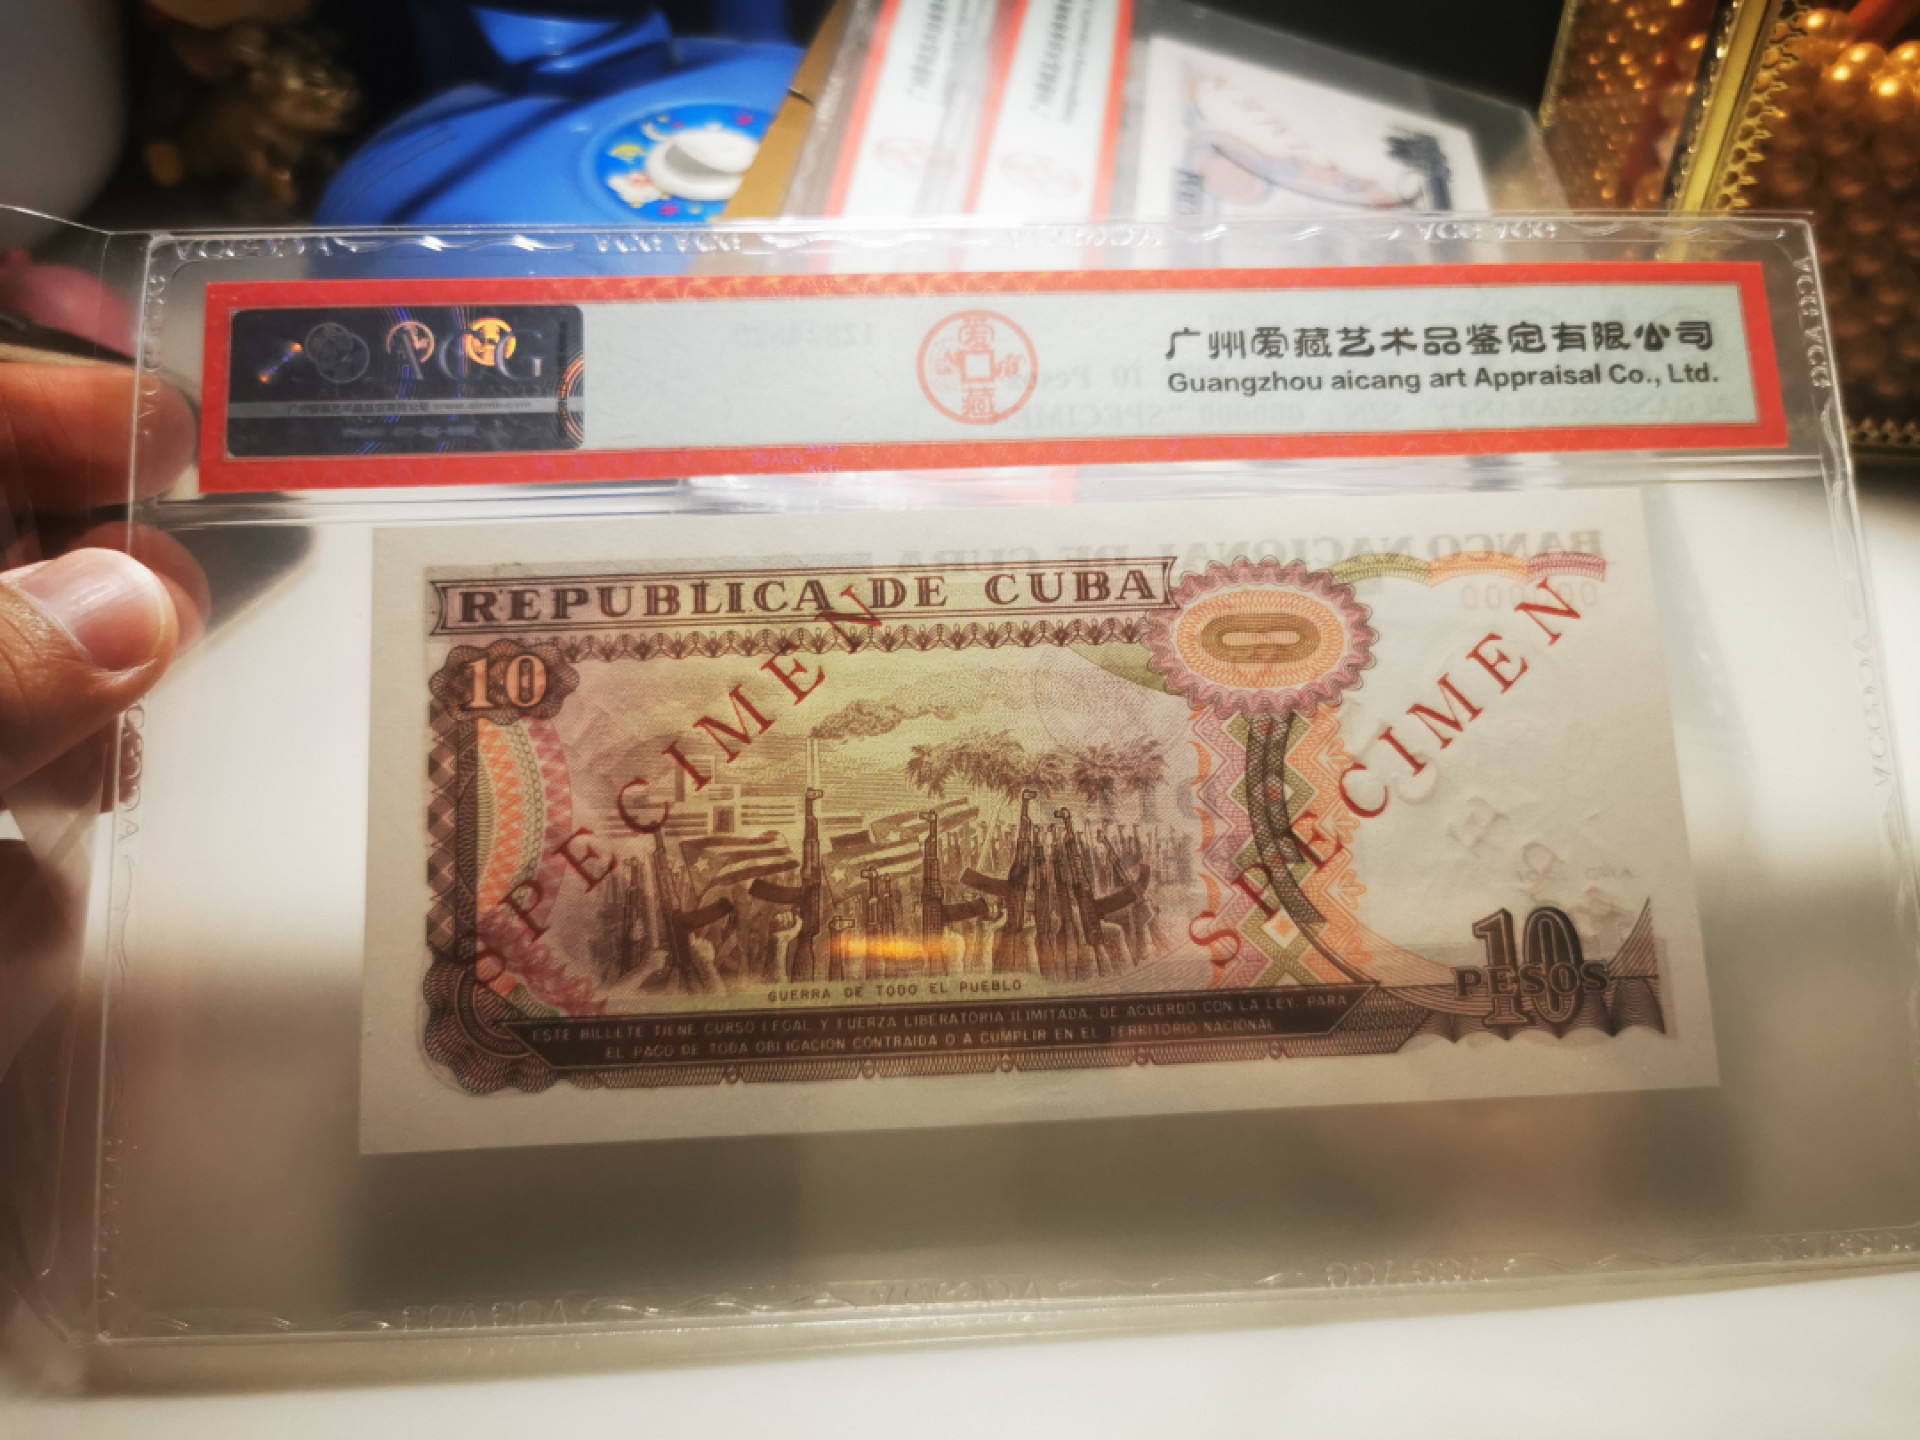 ACG
爱藏
广州爱藏艺术品鉴定有限公司
Guangzhou aicang art Appraisal Co., Ltd.
REPUBLICA DE CUBA
10
SPECIMEN
SPECIMEN
GUERRA DE TODO EL PUEBLO
10
PESOS
ESTE BILLETE TIENE CURSO LEGAL Y FUERZA LIBERATORIA ILIMITADA, DE ACUERDO CON LA LEY, PARA
EL PAGO DE TODA OBLIGACION CONTRAIDA O A CUMPLIR EN EL TERRITORIO NACIONAL